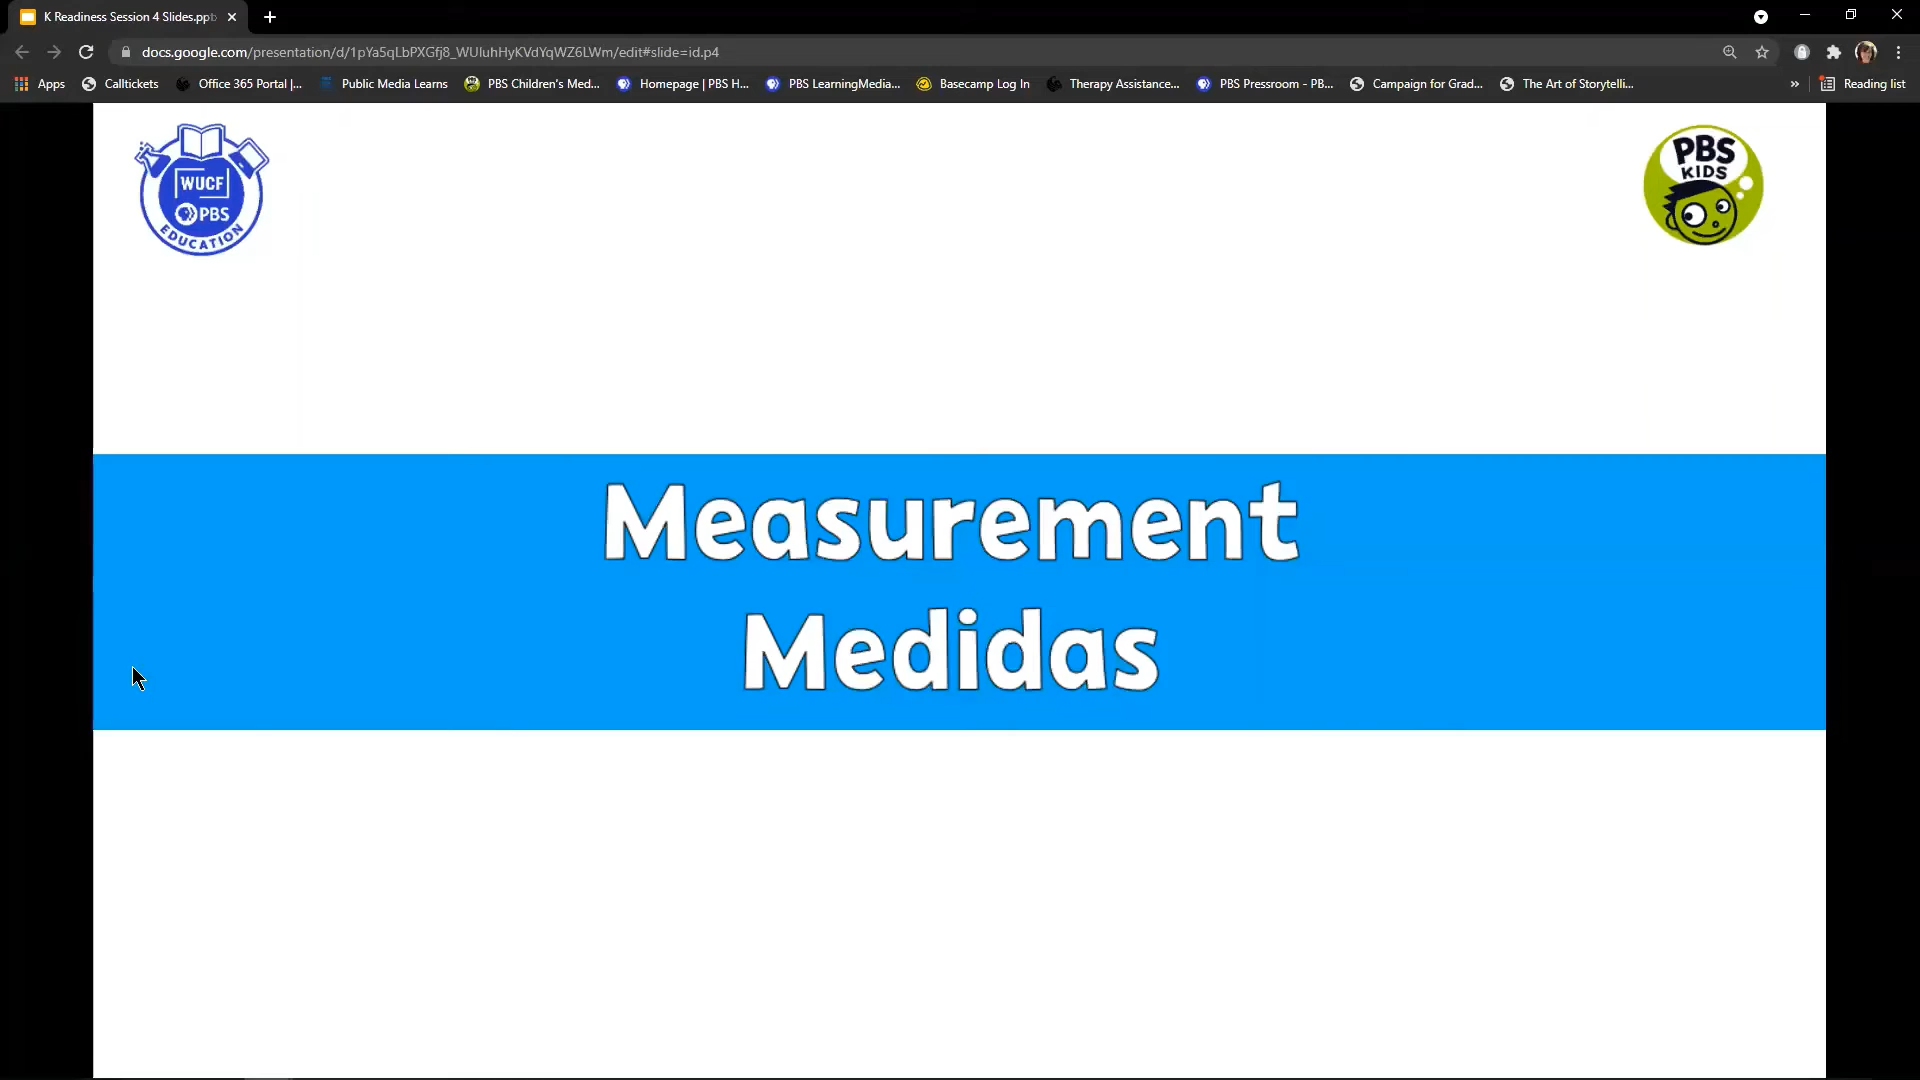 K Readiness Session 4 Slides.ppt
docs.google.com/presentation/d/1pYa5qLbPXGfj8_WUluhHyKVdYqWZ6LWm/edit#slide=id.p4
Apps
Calltickets
Office 365 Portal |...
Public Media Learns
PBS Children's Med...
Homepage | PBS H...
PBS LearningMedia...
Basecamp Log In
Therapy Assistance...
PBS Pressroom - PB...
Campaign for Grad...
The Art of Storytelli...
»
Reading list
WUCF
PBS
EDUCATION
PBS
KIDS
Measurement
Medidas